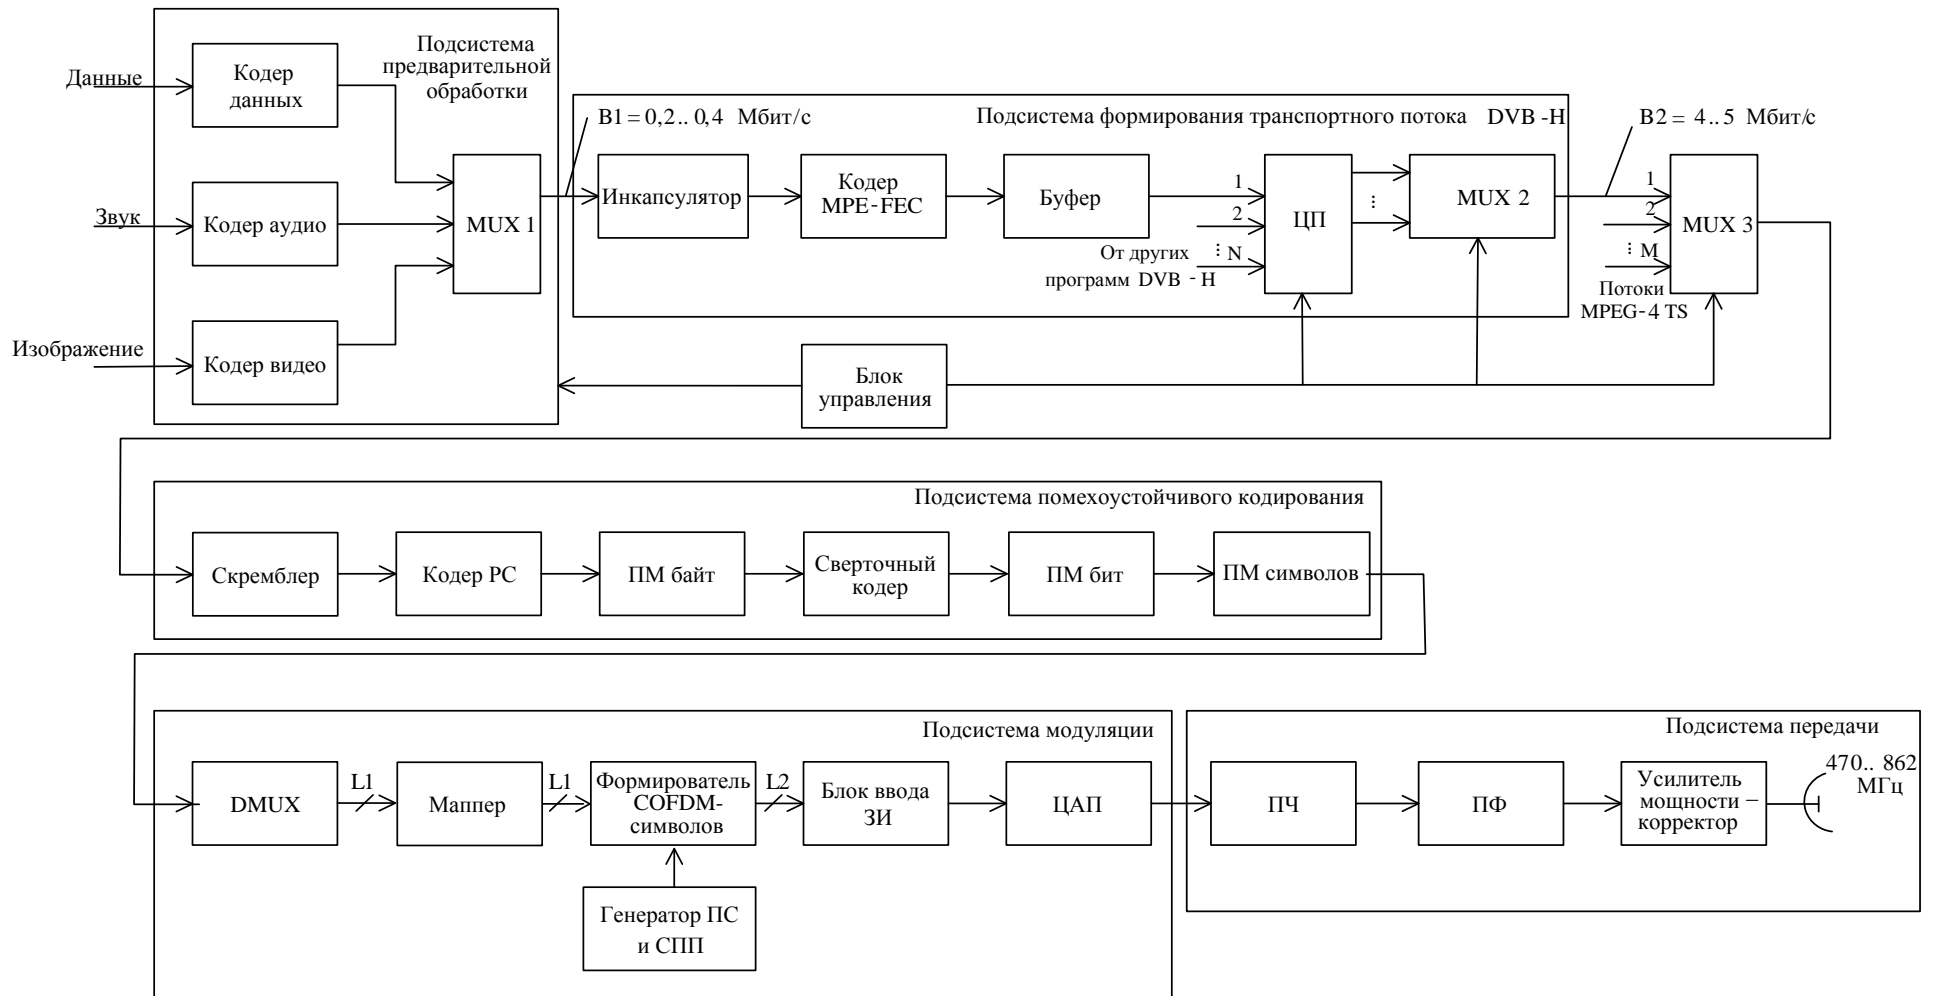 Подсистема
предварительной
обработки
Данные
Кодер
данных
Звук
Кодер аудио
MUX 1
Изображение
Кодер видео
B1 = 0,2.. 0,4 Мбит/с
Подсистема формирования транспортного потока DVB -H
B2 = 4.. 5 Мбит/с
Инкапсулятор
Кодер
MPE-FEC
Буфер
1
2
⋮ N
От других
программ DVB - H
ЦП
⋮
MUX 2
1
2
⋮ M
Потоки
MPEG-4 TS
MUX 3
Блок
управления
Подсистема помехоустойчивого кодирования
Скремблер
Кодер РС
ПМ байт
Сверточный
кодер
ПМ бит
ПМ символов
Подсистема модуляции
DMUX
L1
Маппер
L1
Формирователь
COFDM-
символов
L2
Блок ввода
ЗИ
ЦАП
Генератор ПС
и СПП
Подсистема передачи
ПЧ
ПФ
Усилитель
мощности –
корректор
470.. 862
МГц